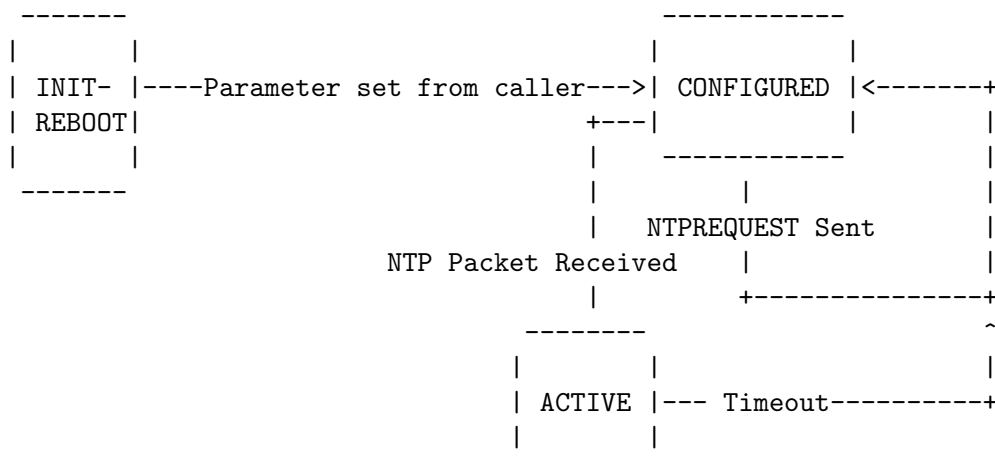 INIT- ----Parameter set from caller---> CONFIGURED <-------+
REBOOT
NTPREQUEST Sent
NTP Packet Received
ACTIVE --- Timeout----------+